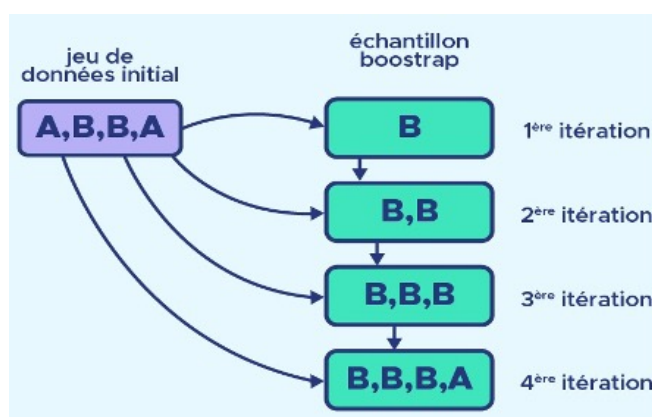 jeu de
données initial
échantillon
boostrap
A,B,B,A
B
1ère itération
B,B
2ère itération
B,B,B
3ère itération
B,B,B,A
4ère itération